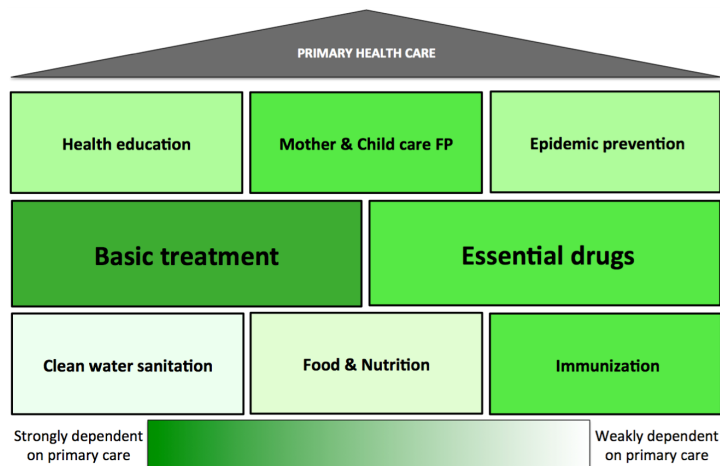 PRIMARY HEALTH CARE
Health education
Mother & Child care FP
Epidemic prevention
Basic treatment
Essential drugs
Clean water sanitation
Food & Nutrition
Immunization
Strongly dependent
on primary care
Weakly dependent
on primary care